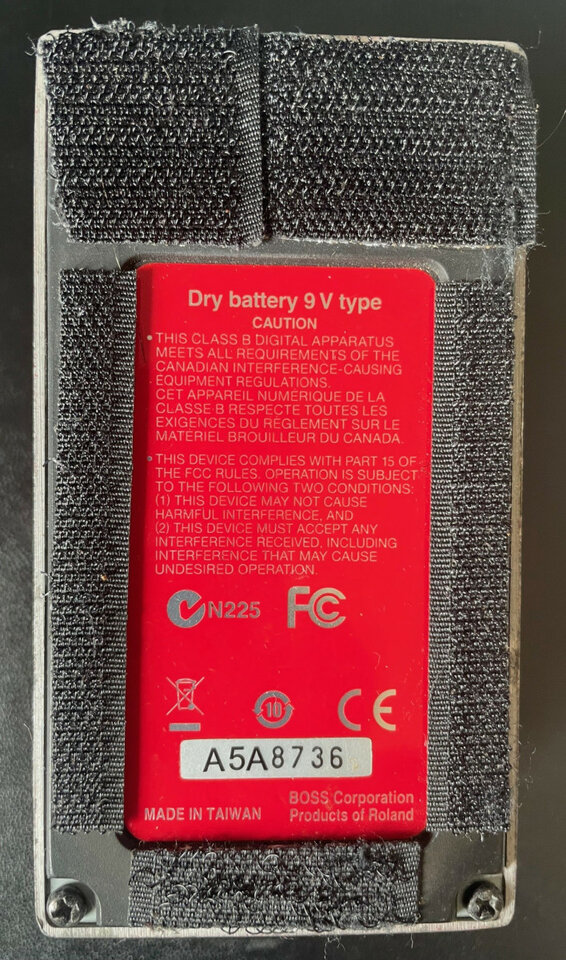 Dry battery 9 V type
CAUTION
• THIS CLASS B DIGITAL APPARATUS
MEETS ALL REQUIREMENTS OF THE
CANADIAN INTERFERENCE-CAUSING
EQUIPMENT REGULATIONS.
CET APPAREIL NUMERIQUE DE LA
CLASSE B RESPECTE TOUTES LES
EXIGENCES DU RÉGLEMENT SUR LE
MATERIEL BROUILLEUR DU CANADA.
• THIS DEVICE COMPLIES WITH PART 15 OF
THE FCC RULES. OPERATION IS SUBJECT
TO THE FOLLOWING TWO CONDITIONS:
(1) THIS DEVICE MAY NOT CAUSE
HARMFUL INTERFERENCE, AND
(2) THIS DEVICE MUST ACCEPT ANY
INTERFERENCE RECEIVED, INCLUDING
INTERFERENCE THAT MAY CAUSE
UNDESIRED OPERATION.
N225 FC
10 CE
A5A8736
MADE IN TAIWAN
BOSS Corporation
Products of Roland